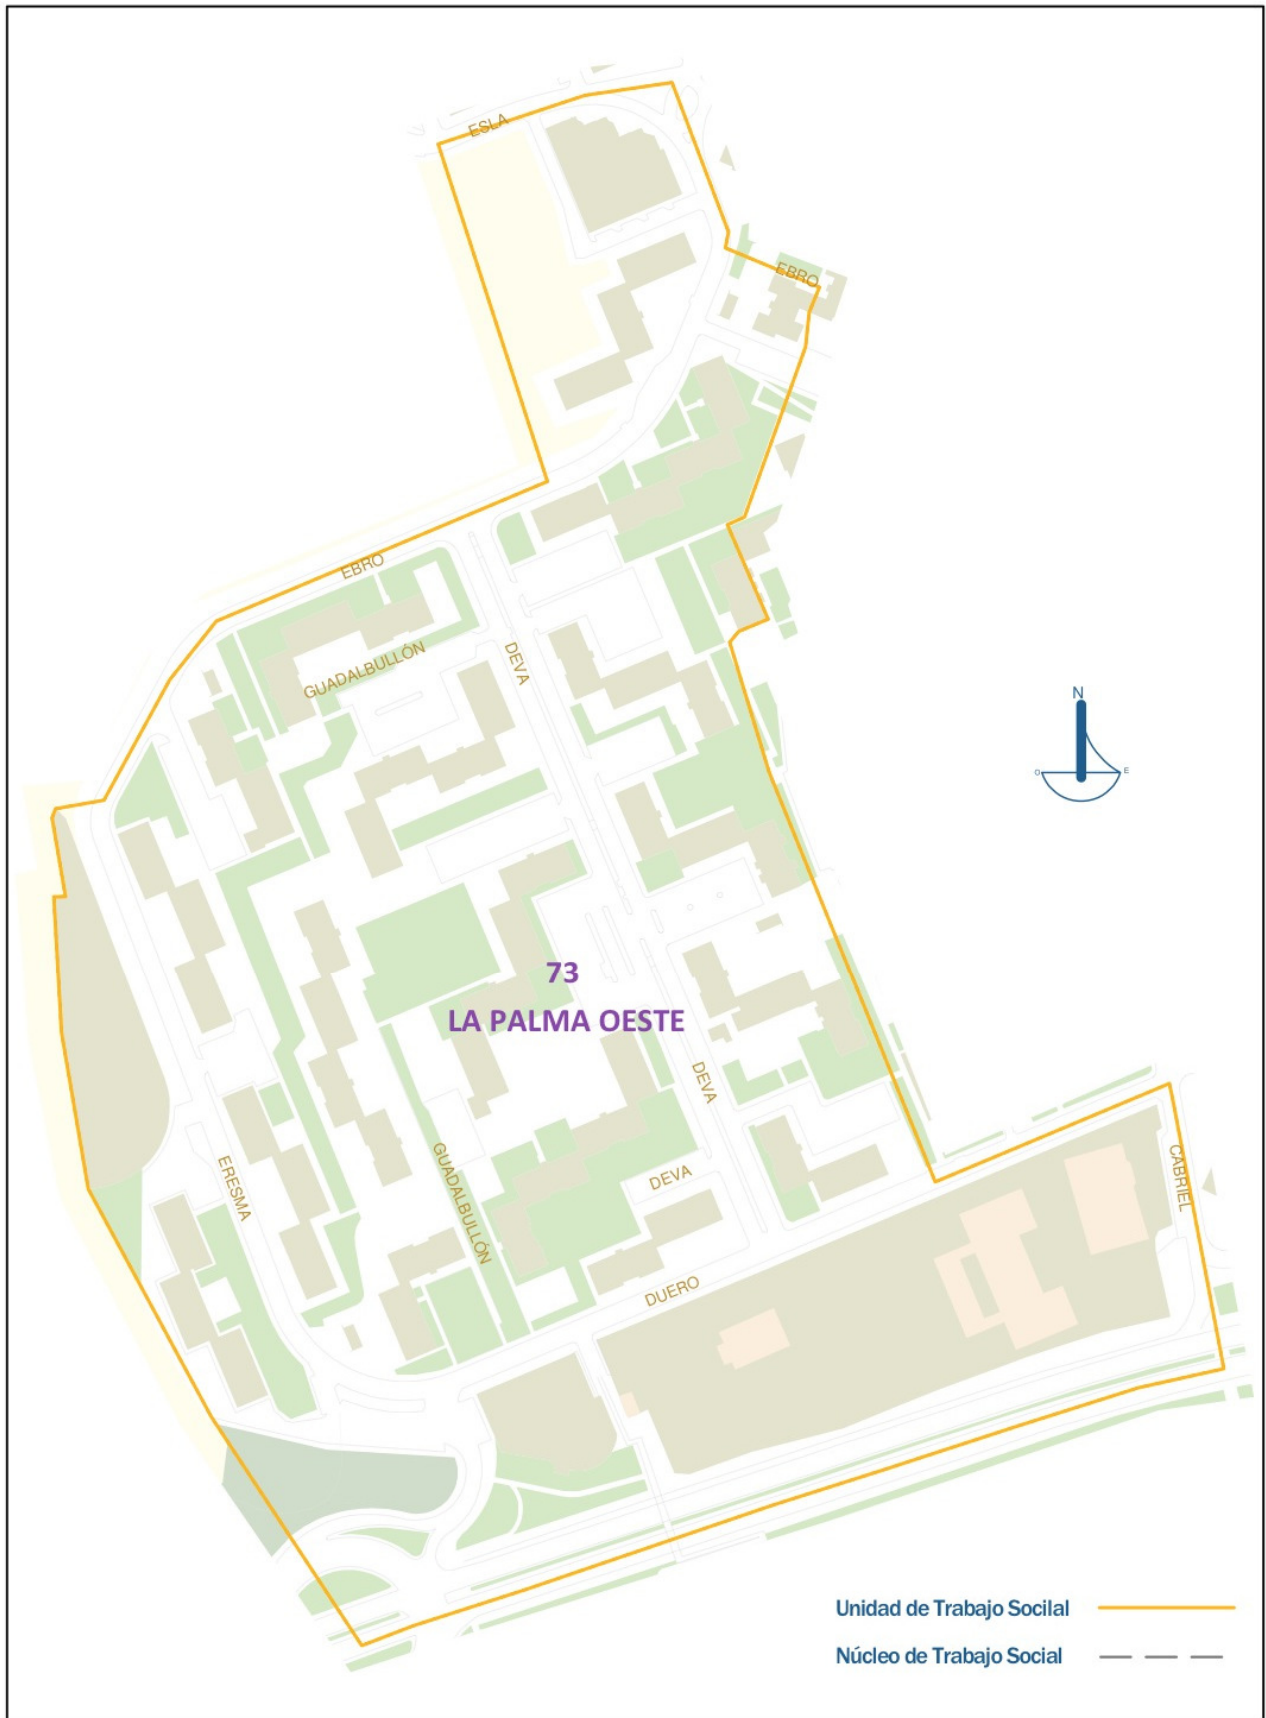 ESLA
EBRO
EBRO
GUADALBULLÓN
DEVA
N
O
E
73
LA PALMA OESTE
DEVA
ERESMA
GUADALBULLÓN
DEVA
CABRIEL
DUERO
Unidad de Trabajo Socilal
Núcleo de Trabajo Social